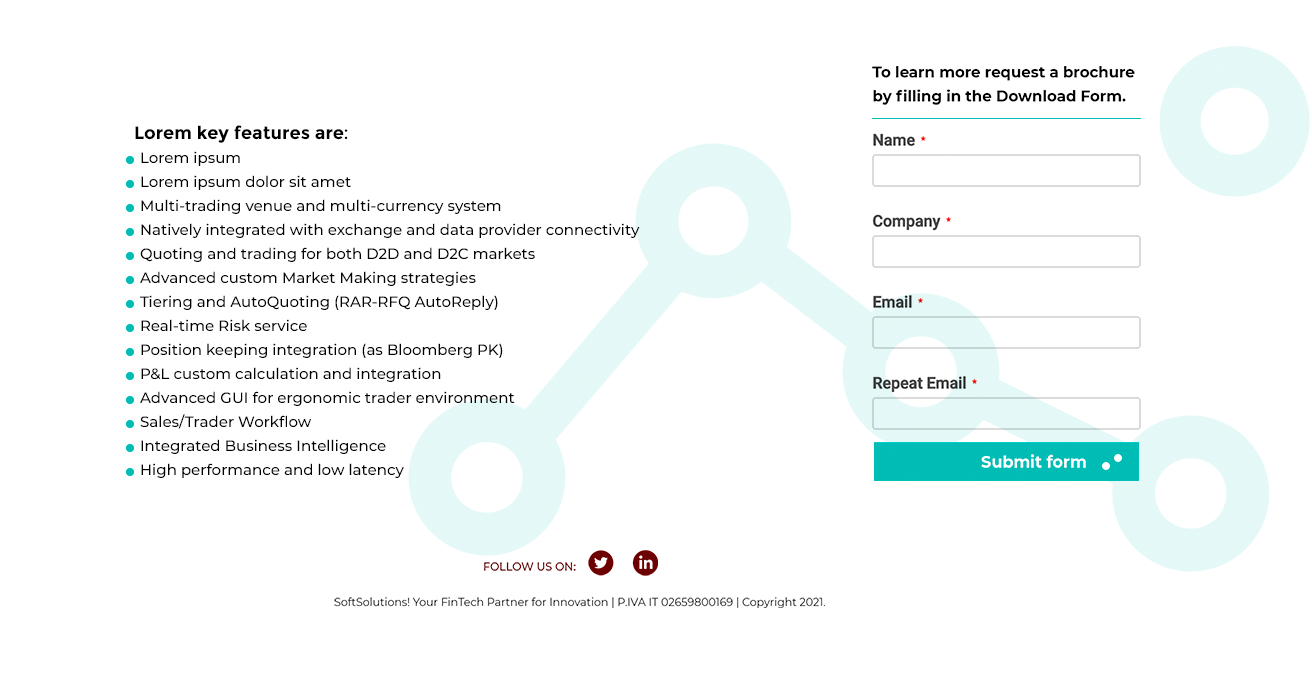 Lorem key features are:
Lorem ipsum
Lorem ipsum dolor sit amet
Multi-trading venue and multi-currency system
Natively integrated with exchange and data provider connectivity
Quoting and trading for both D2D and D2C markets
Advanced custom Market Making strategies
Tiering and AutoQuoting (RAR-RFQ AutoReply)
Real-time Risk service
Position keeping integration (as Bloomberg PK)
P&L custom calculation and integration
Advanced GUI for ergonomic trader environment
Sales/Trader Workflow
Integrated Business Intelligence
High performance and low latency
To learn more request a brochure
by filling in the Download Form.
Name *
Company *
Email *
Repeat Email *
Submit form
FOLLOW US ON:
in
SoftSolutions! Your FinTech Partner for Innovation | P.IVA IT 02659800169 | Copyright 2021.